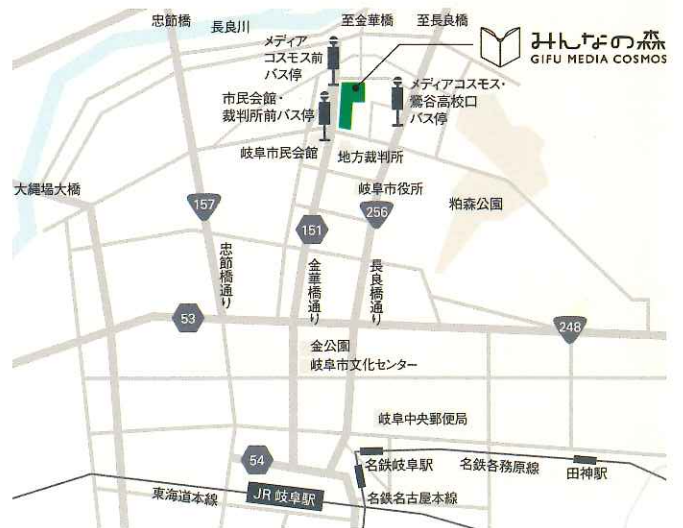 忠節橋
長良川
至金華橋
至長良橋
みんなの森
GIFU MEDIA COSMOS
メディア
コスモス前
バス停
メディアコスモス・
鶯谷高校口
バス停
市民会館・
裁判所前バス停
岐阜市民会館
地方裁判所
大縄場大橋
岐阜市役所
粕森公園
157
151
256
忠節橋通り
金華橋通り
長良橋通り
53
248
金公園
岐阜市文化センター
岐阜中央郵便局
54
名鉄岐阜駅
名鉄各務原線
田神駅
東海道本線
JR 岐阜駅
名鉄名古屋本線